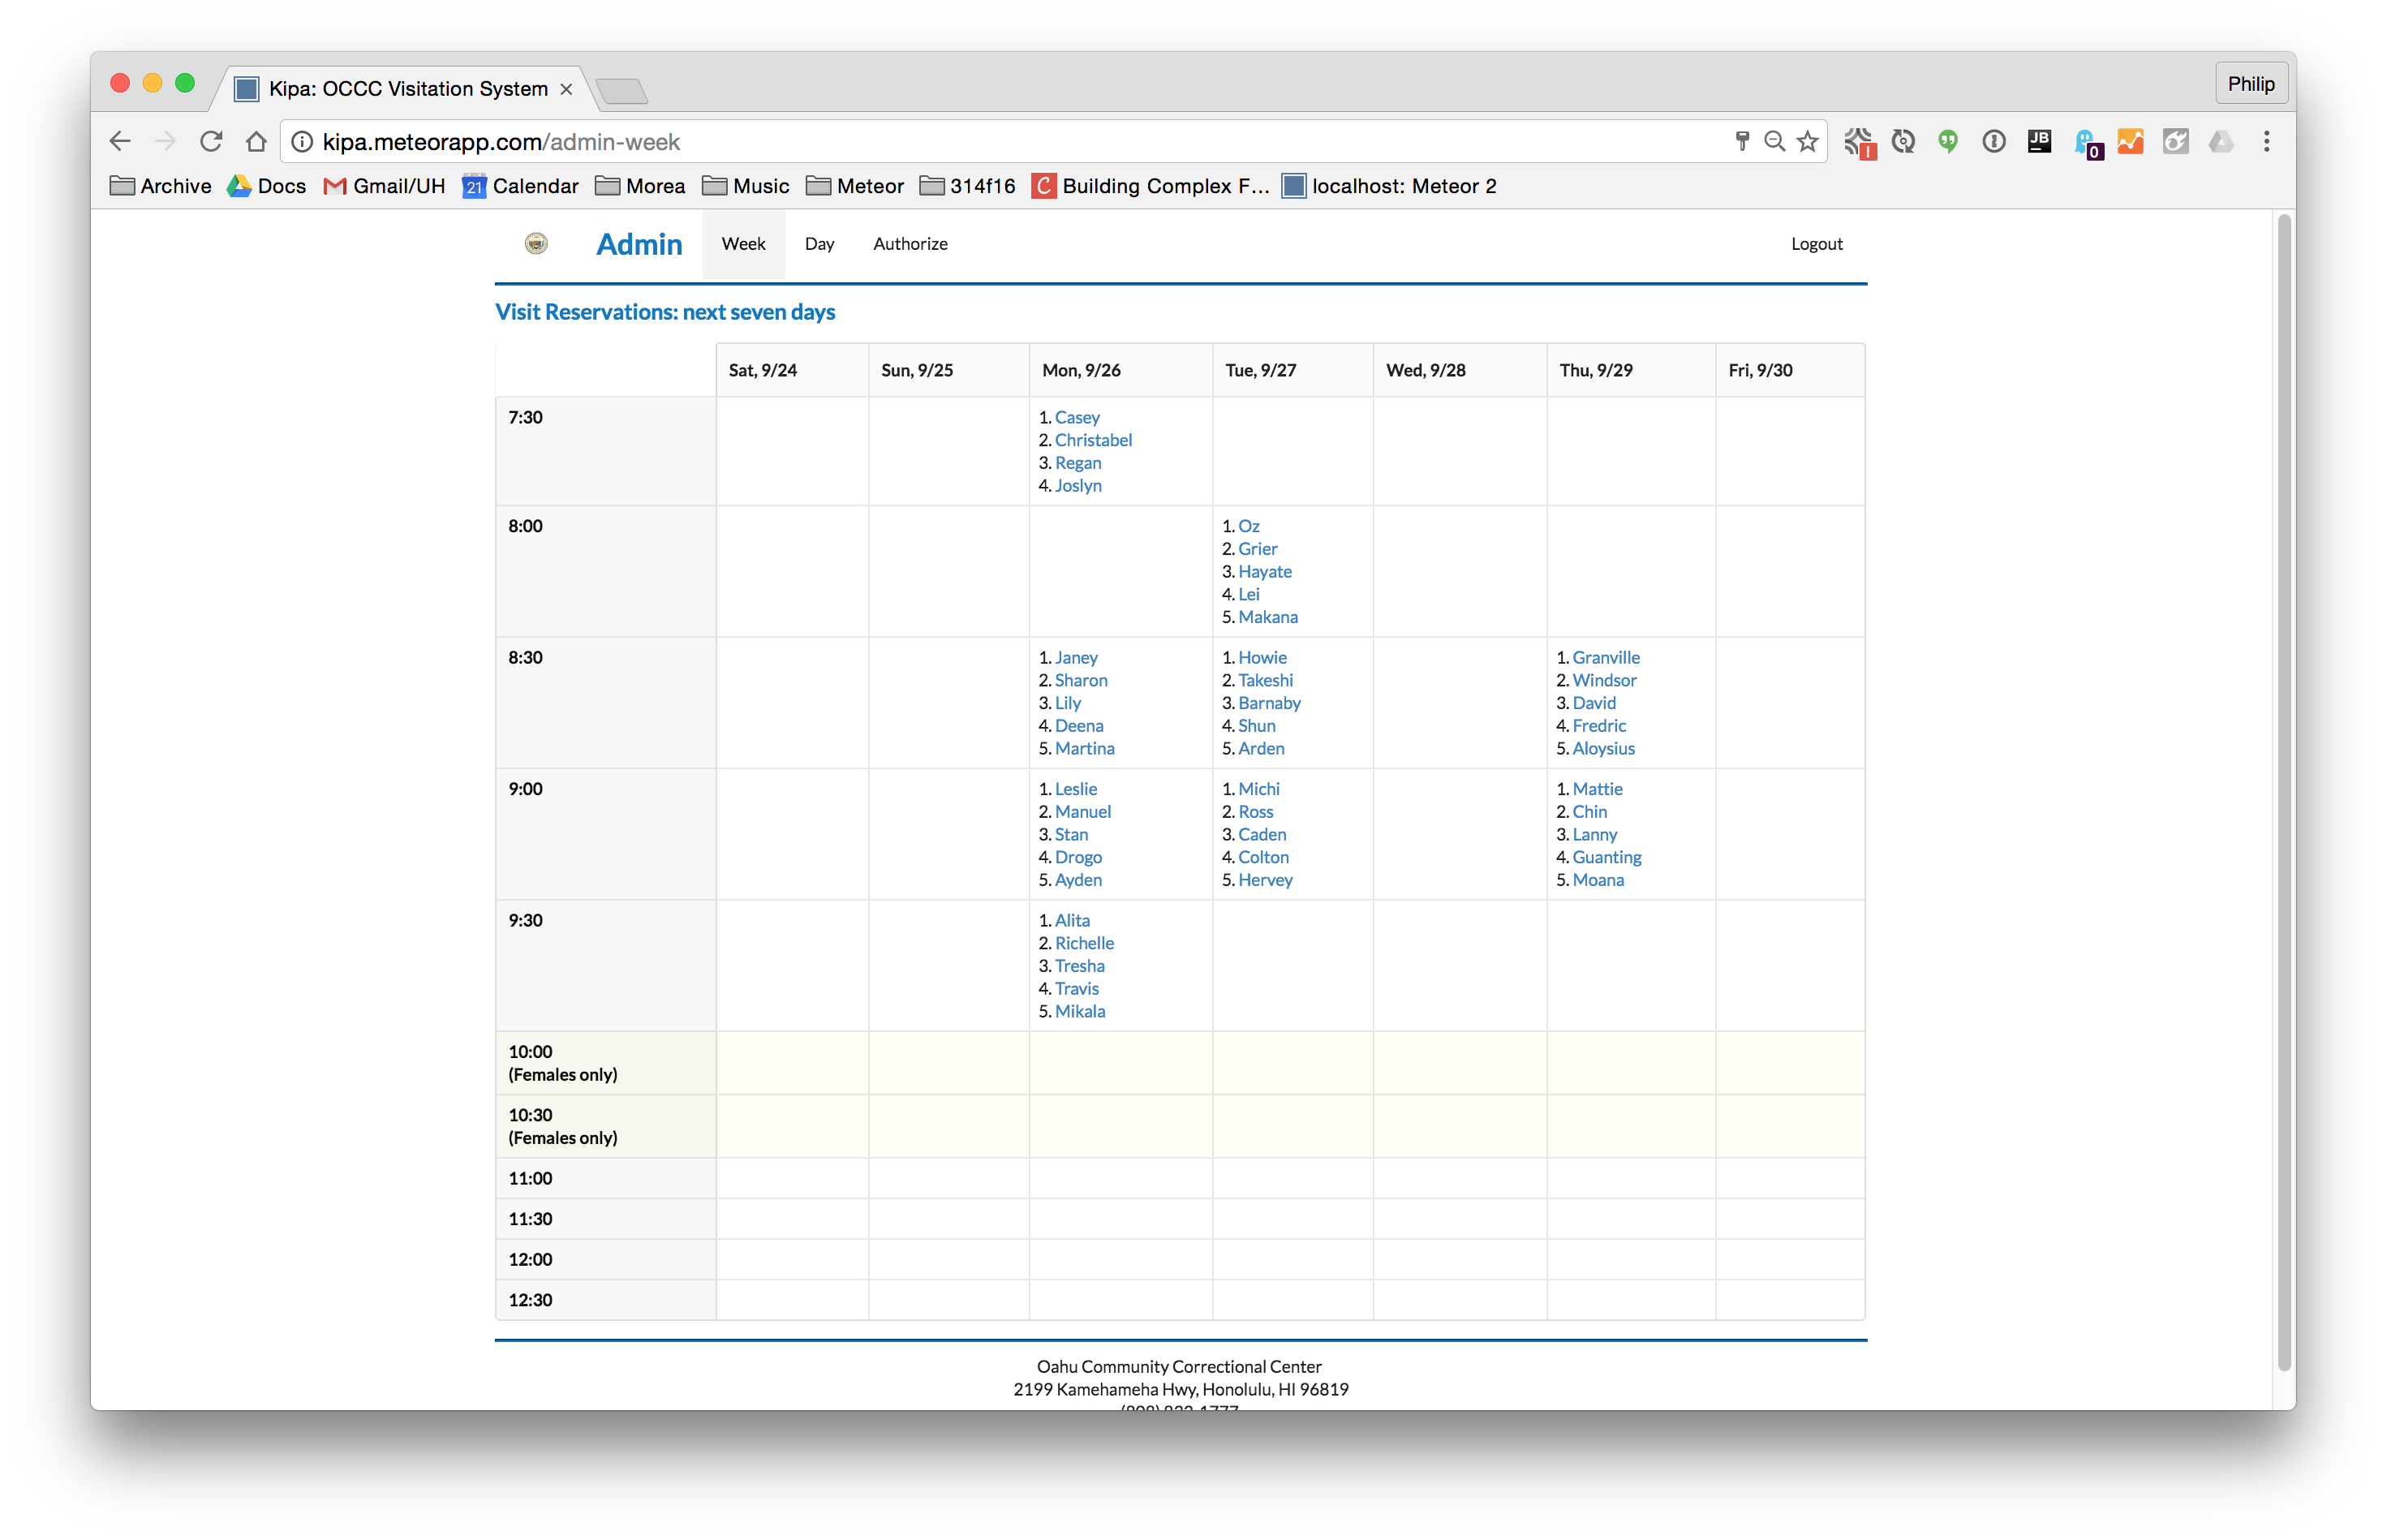 Kipa: OCCC Visitation System
Philip
kipa.meteorapp.com/admin-week
JB
0
Archive Docs Gmail/UH 21 Calendar Morea Music Meteor 314f16 C Building Complex F... localhost: Meteor 2
Admin Week Day Authorize Logout
Visit Reservations: next seven days
Sat, 9/24 Sun, 9/25 Mon, 9/26 Tue, 9/27 Wed, 9/28 Thu, 9/29 Fri, 9/30
7:30 1. Casey
2. Christabel
3. Regan
4. Joslyn
8:00 1. Oz
2. Grier
3. Hayate
4. Lei
5. Makana
8:30 1. Janey 1. Howie 1. Granville
2. Sharon 2. Takeshi 2. Windsor
3. Lily 3. Barnaby 3. David
4. Deena 4. Shun 4. Fredric
5. Martina 5. Arden 5. Aloysius
9:00 1. Leslie 1. Michi 1. Mattie
2. Manuel 2. Ross 2. Chin
3. Stan 3. Caden 3. Lanny
4. Drogo 4. Colton 4. Guanting
5. Ayden 5. Hervey 5. Moana
9:30 1. Alita
2. Richelle
3. Tresha
4. Travis
5. Mikala
10:00
(Females only)
10:30
(Females only)
11:00
11:30
12:00
12:30
Oahu Community Correctional Center
2199 Kamehameha Hwy, Honolulu, HI 96819